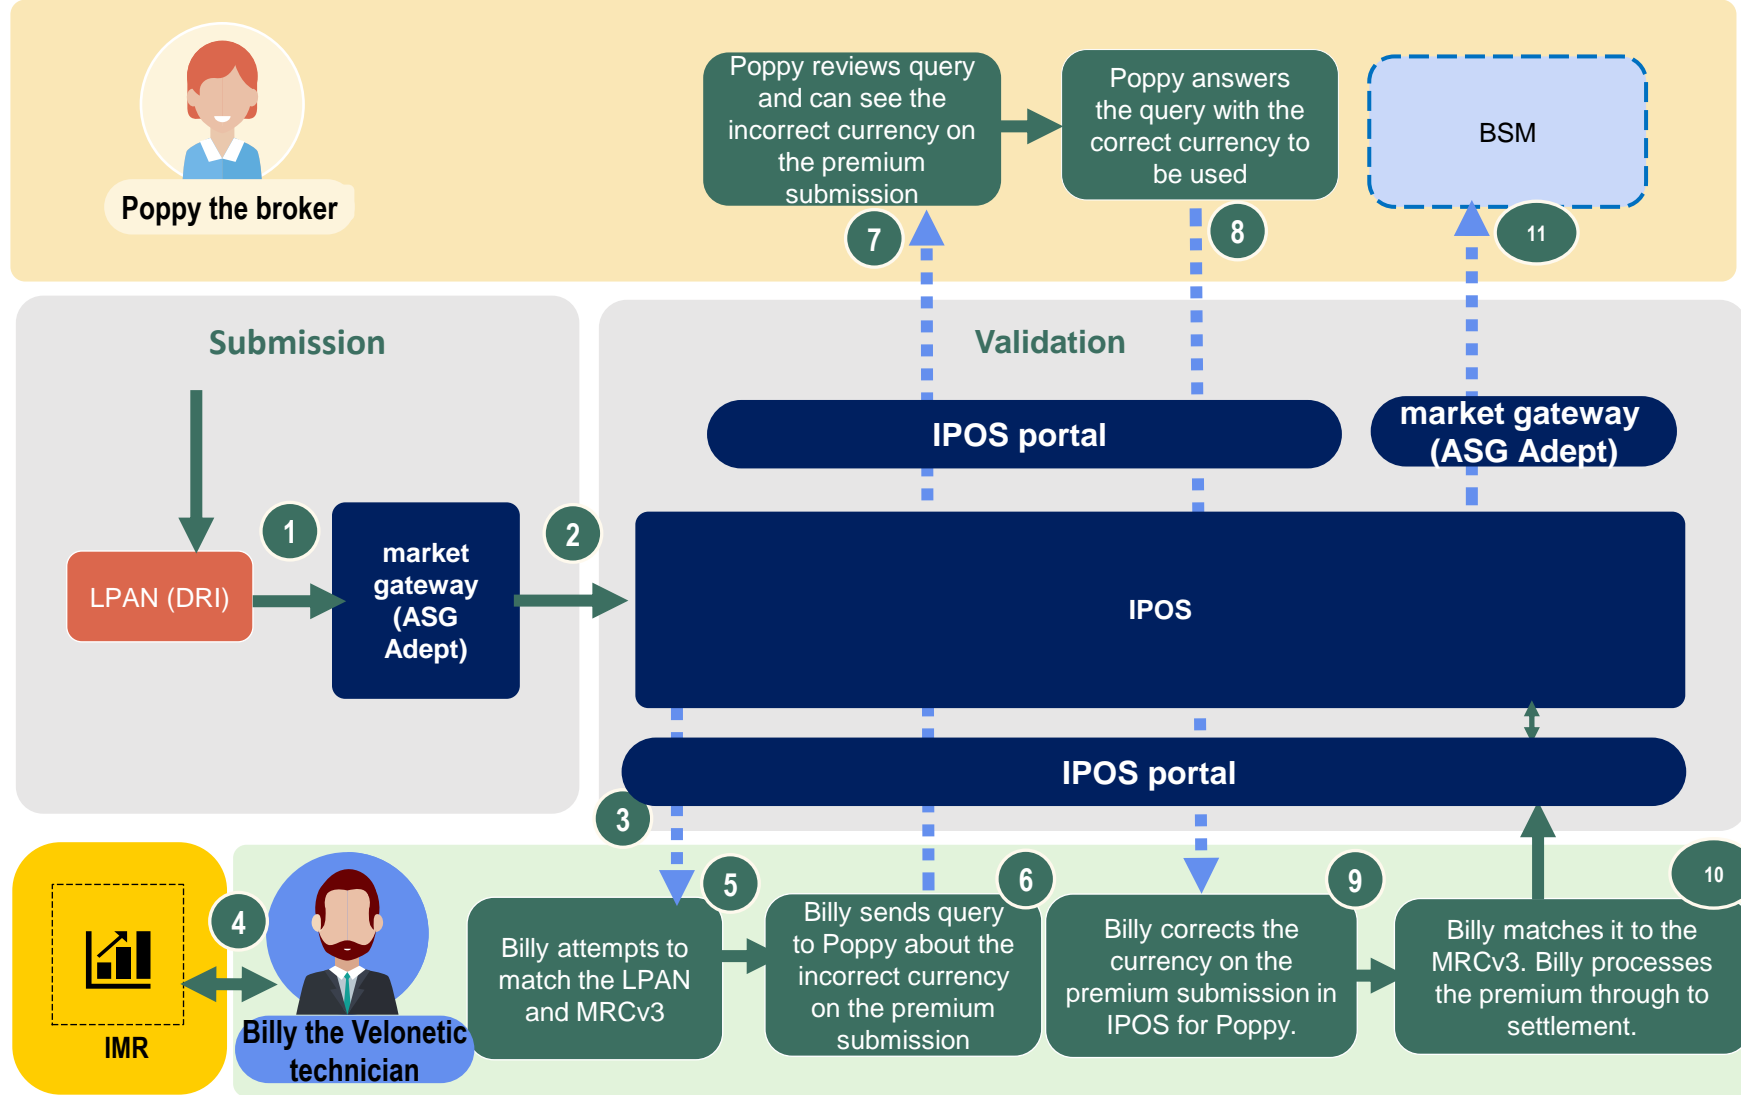 Poppy the broker
Poppy reviews query
and can see the
incorrect currency on
the premium
submission
7
Poppy answers
the query with the
correct currency to
be used
8
BSM
11
Submission
LPAN (DRI)
1
market
gateway
(ASG
Adept)
2
Validation
IPOS portal
market gateway
(ASG Adept)
IPOS
IPOS portal
3
IMR
4
Billy the Velonetic
technician
Billy attempts to
match the LPAN
and MRCv3
5
Billy sends query
to Poppy about the
incorrect currency
on the premium
submission
6
Billy corrects the
currency on the
premium submission in
IPOS for Poppy.
9
Billy matches it to the
MRCv3. Billy processes
the premium through to
settlement.
10